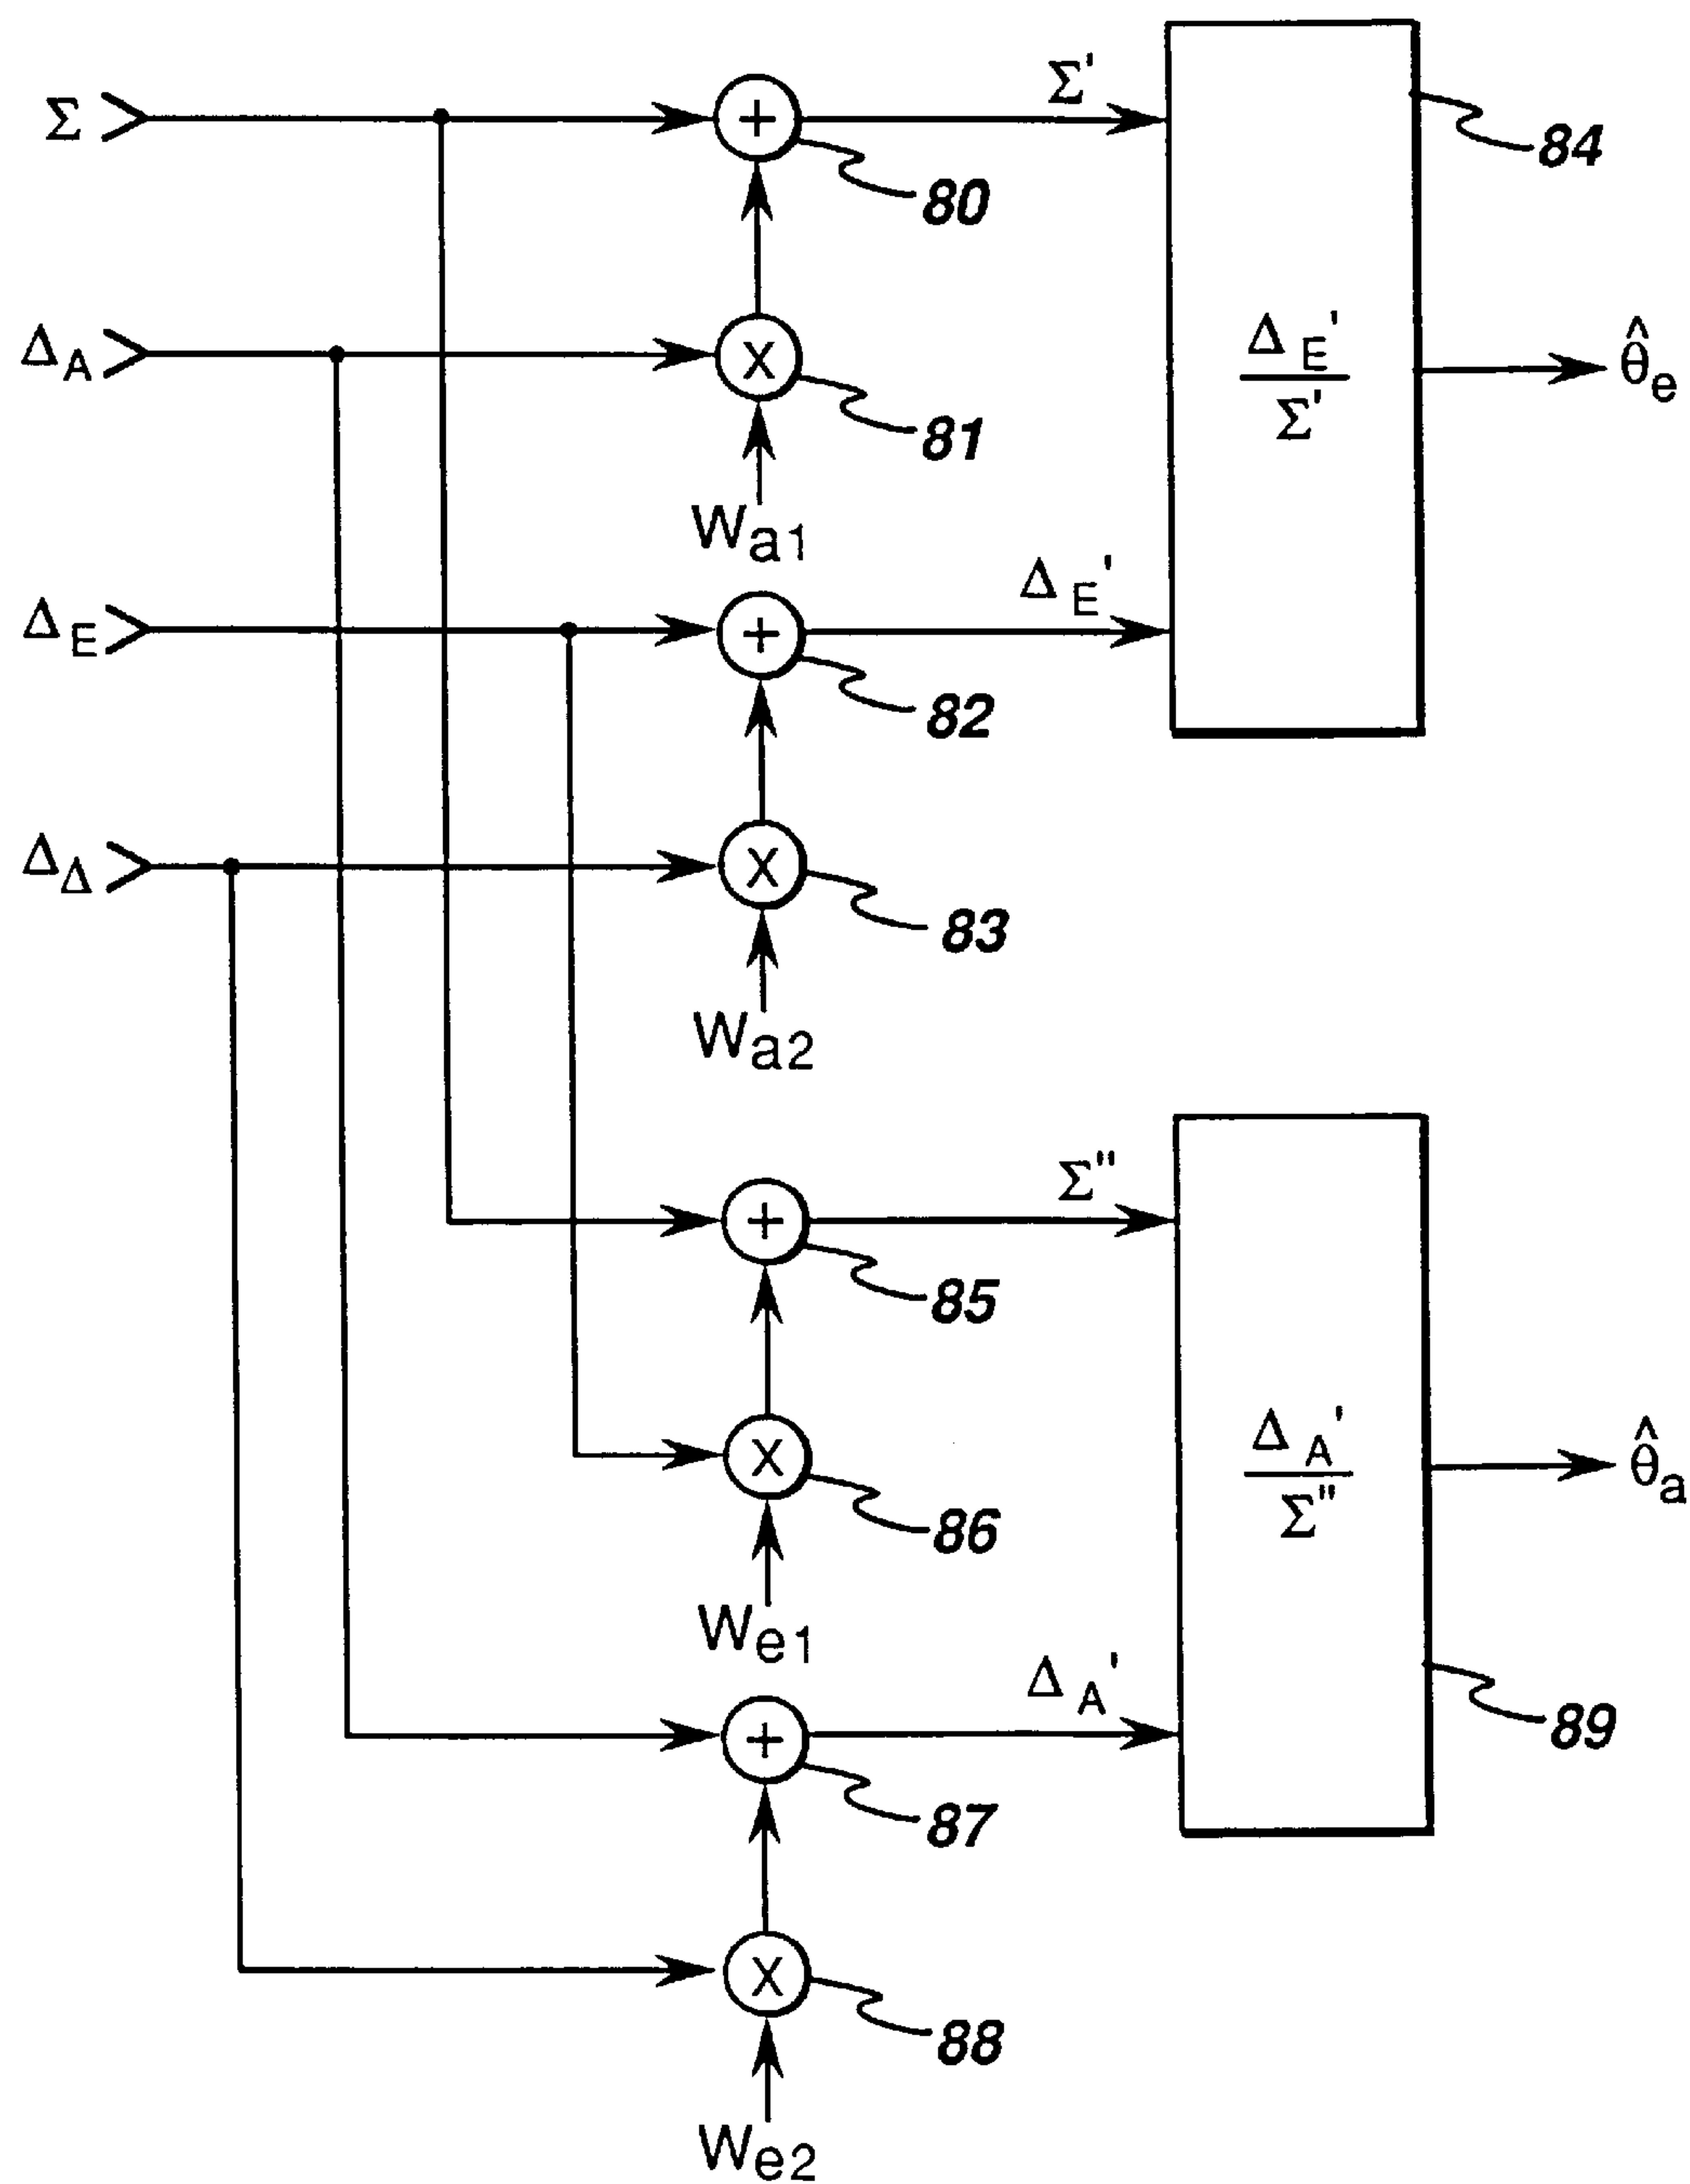 Σ
Σ'
84
+
80
Δ_A
X
81
Δ_E'
Σ'
θ̂_e
W_a1
Δ_E
+
Δ_E'
82
Δ_Δ
X
83
W_a2
+
Σ''
85
X
86
Δ_A'
Σ''
θ̂_a
W_e1
+
Δ_A'
87
89
X
88
W_e2